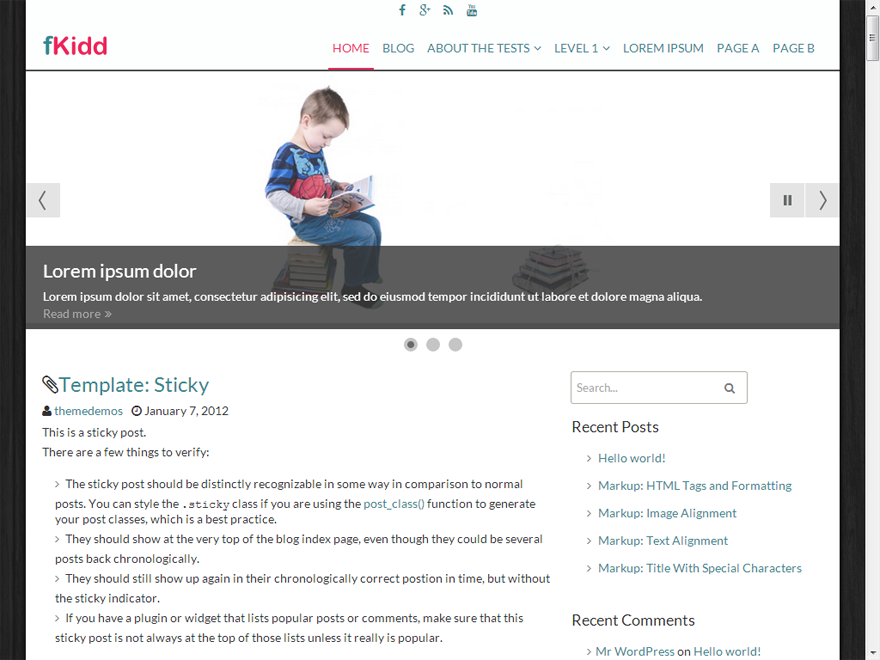 fKidd
HOME BLOG ABOUT THE TESTS LEVEL 1 LOREM IPSUM PAGE A PAGE B
Lorem ipsum dolor
Lorem ipsum dolor sit amet, consectetur adipisicing elit, sed do eiusmod tempor incididunt ut labore et dolore magna aliqua.
Read more »
Template: Sticky
themedemos January 7, 2012
This is a sticky post.
There are a few things to verify:
The sticky post should be distinctly recognizable in some way in comparison to normal
posts. You can style the .sticky class if you are using the post_class() function to generate
your post classes, which is a best practice.
They should show at the very top of the blog index page, even though they could be several
posts back chronologically.
They should still show up again in their chronologically correct postion in time, but without
the sticky indicator.
If you have a plugin or widget that lists popular posts or comments, make sure that this
sticky post is not always at the top of those lists unless it really is popular.
Search...
Recent Posts
Hello world!
Markup: HTML Tags and Formatting
Markup: Image Alignment
Markup: Text Alignment
Markup: Title With Special Characters
Recent Comments
Mr WordPress on Hello world!